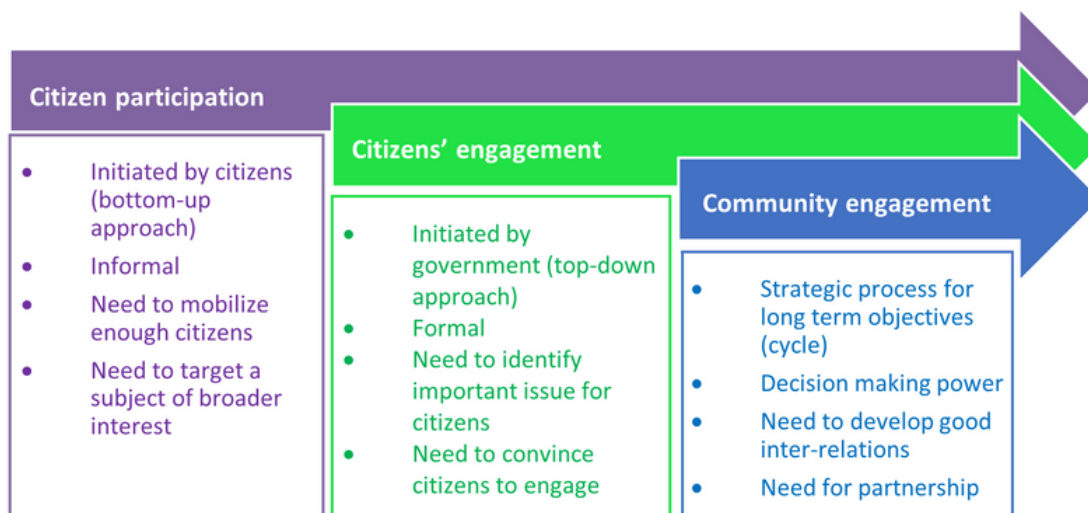 Citizen participation
• Initiated by citizens
(bottom-up
approach)
• Informal
• Need to mobilize
enough citizens
• Need to target a
subject of broader
interest
Citizens’ engagement
• Initiated by
government (top-down
approach)
• Formal
• Need to identify
important issue for
citizens
• Need to convince
citizens to engage
Community engagement
• Strategic process for
long term objectives
(cycle)
• Decision making power
• Need to develop good
inter-relations
• Need for partnership